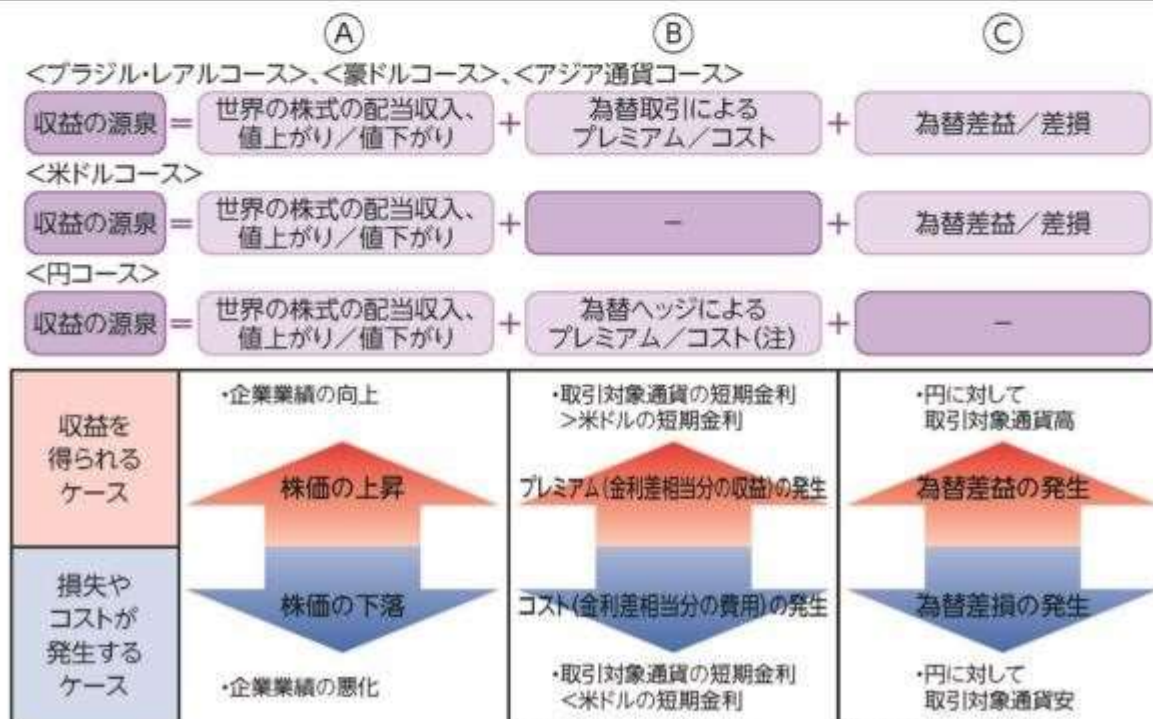 Ⓐ Ⓑ Ⓒ
<ブラジル・レアルコース>、<豪ドルコース>、<アジア通貨コース>
収益の源泉 = 世界の株式の配当収入、 + 為替取引による + 為替差益/差損
値上がり/値下がり プレミアム/コスト
<米ドルコース>
収益の源泉 = 世界の株式の配当収入、 + - + 為替差益/差損
値上がり/値下がり
<円コース>
収益の源泉 = 世界の株式の配当収入、 + 為替ヘッジによる + -
値上がり/値下がり プレミアム/コスト(注)
収益を
得られる
ケース
・企業業績の向上
株価の上昇
・取引対象通貨の短期金利
>米ドルの短期金利
プレミアム(金利差相当分の収益)の発生
・円に対して
取引対象通貨高
為替差益の発生
損失や
コストが
発生する
ケース
株価の下落
・企業業績の悪化
コスト(金利差相当分の費用)の発生
・取引対象通貨の短期金利
<米ドルの短期金利
為替差損の発生
・円に対して
取引対象通貨安